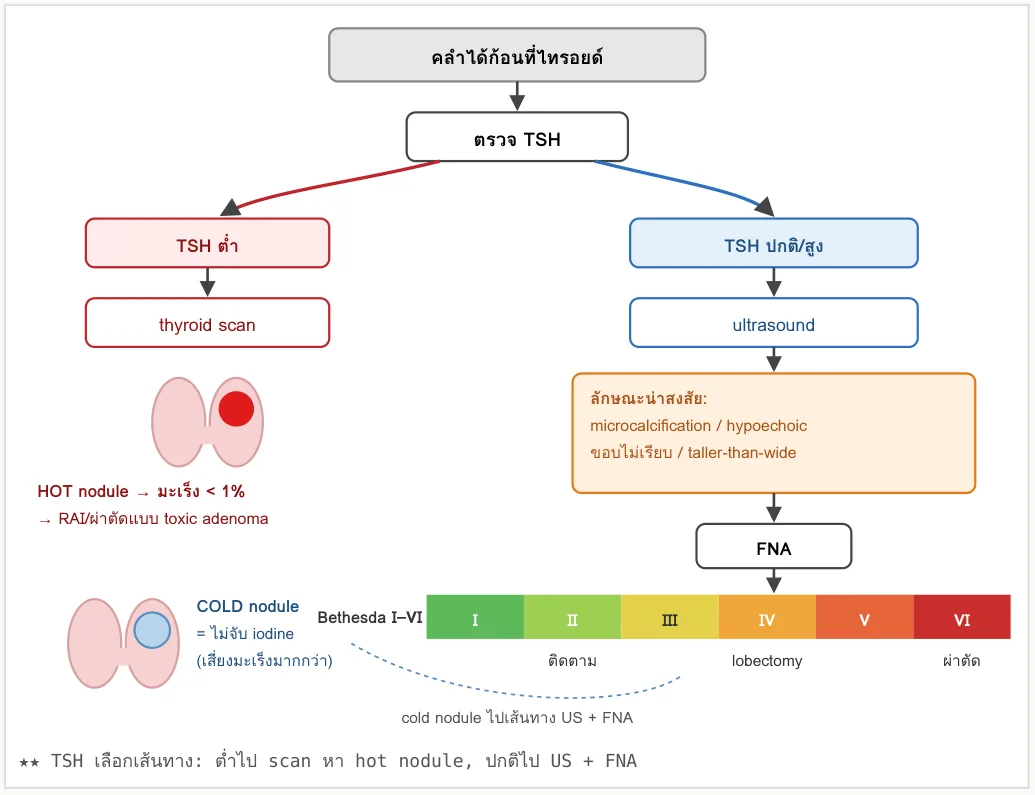 คลำได้ก้อนที่ไทรอยด์
ตรวจ TSH
TSH ต่ำ
TSH ปกติ/สูง
thyroid scan
ultrasound
ลักษณะน่าสงสัย:
microcalcification / hypoechoic
ขอบไม่เรียบ / taller-than-wide
HOT nodule → มะเร็ง < 1%
→ RAI/ผ่าตัดแบบ toxic adenoma
FNA
COLD nodule
= ไม่จับ iodine
(เสี่ยงมะเร็งมากกว่า)
Bethesda I–VI
I II III IV V VI
ติดตาม lobectomy ผ่าตัด
cold nodule ไปเส้นทาง US + FNA
★★ TSH เลือกเส้นทาง: ต่ำไป scan หา hot nodule, ปกติไป US + FNA